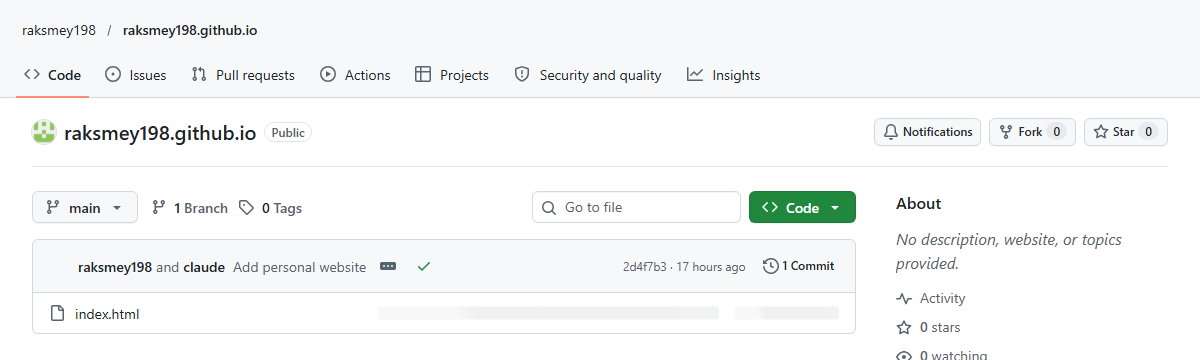 raksmey198 / raksmey198.github.io
Code Issues Pull requests Actions Projects Security and quality Insights
raksmey198.github.io Public Notifications Fork 0 Star 0
main 1 Branch 0 Tags Go to file Code
raksmey198 and claude Add personal website 2d4f7b3 · 17 hours ago 1 Commit
index.html
About
No description, website, or topics
provided.
Activity
0 stars
0 watching